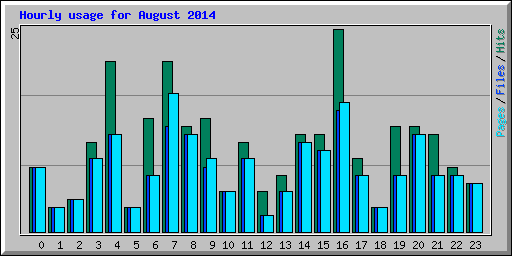 Hourly usage for August 2014
25
Pages/Files/Hits
0 1 2 3 4 5 6 7 8 9 10 11 12 13 14 15 16 17 18 19 20 21 22 23